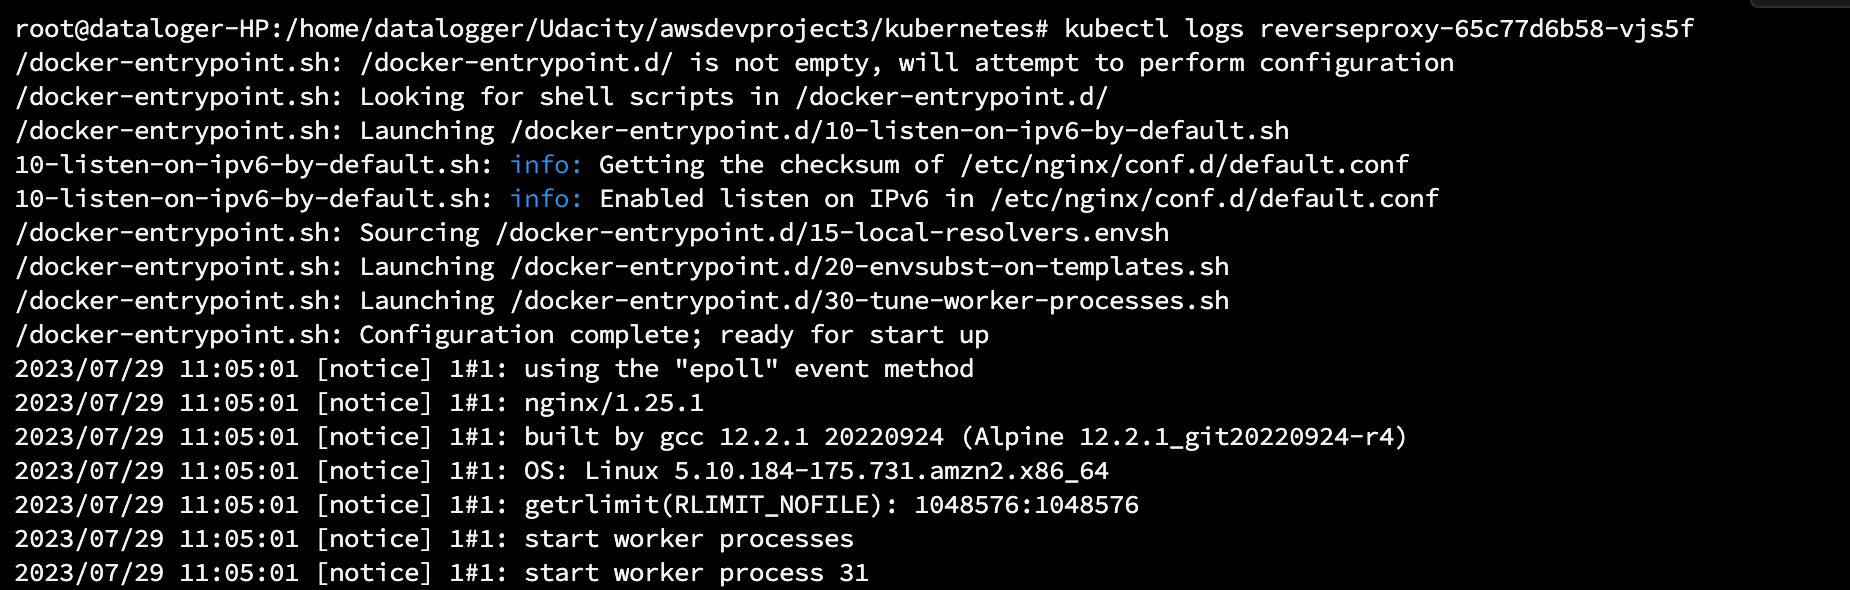 root@dataloger-HP:/home/datalogger/Udacity/awsdevproject3/kubernetes# kubectl logs reverseproxy-65c77d6b58-vjs5f
/docker-entrypoint.sh: /docker-entrypoint.d/ is not empty, will attempt to perform configuration
/docker-entrypoint.sh: Looking for shell scripts in /docker-entrypoint.d/
/docker-entrypoint.sh: Launching /docker-entrypoint.d/10-listen-on-ipv6-by-default.sh
10-listen-on-ipv6-by-default.sh: info: Getting the checksum of /etc/nginx/conf.d/default.conf
10-listen-on-ipv6-by-default.sh: info: Enabled listen on IPv6 in /etc/nginx/conf.d/default.conf
/docker-entrypoint.sh: Sourcing /docker-entrypoint.d/15-local-resolvers.envsh
/docker-entrypoint.sh: Launching /docker-entrypoint.d/20-envsubst-on-templates.sh
/docker-entrypoint.sh: Launching /docker-entrypoint.d/30-tune-worker-processes.sh
/docker-entrypoint.sh: Configuration complete; ready for start up
2023/07/29 11:05:01 [notice] 1#1: using the "epoll" event method
2023/07/29 11:05:01 [notice] 1#1: nginx/1.25.1
2023/07/29 11:05:01 [notice] 1#1: built by gcc 12.2.1 20220924 (Alpine 12.2.1_git20220924-r4)
2023/07/29 11:05:01 [notice] 1#1: OS: Linux 5.10.184-175.731.amzn2.x86_64
2023/07/29 11:05:01 [notice] 1#1: getrlimit(RLIMIT_NOFILE): 1048576:1048576
2023/07/29 11:05:01 [notice] 1#1: start worker processes
2023/07/29 11:05:01 [notice] 1#1: start worker process 31